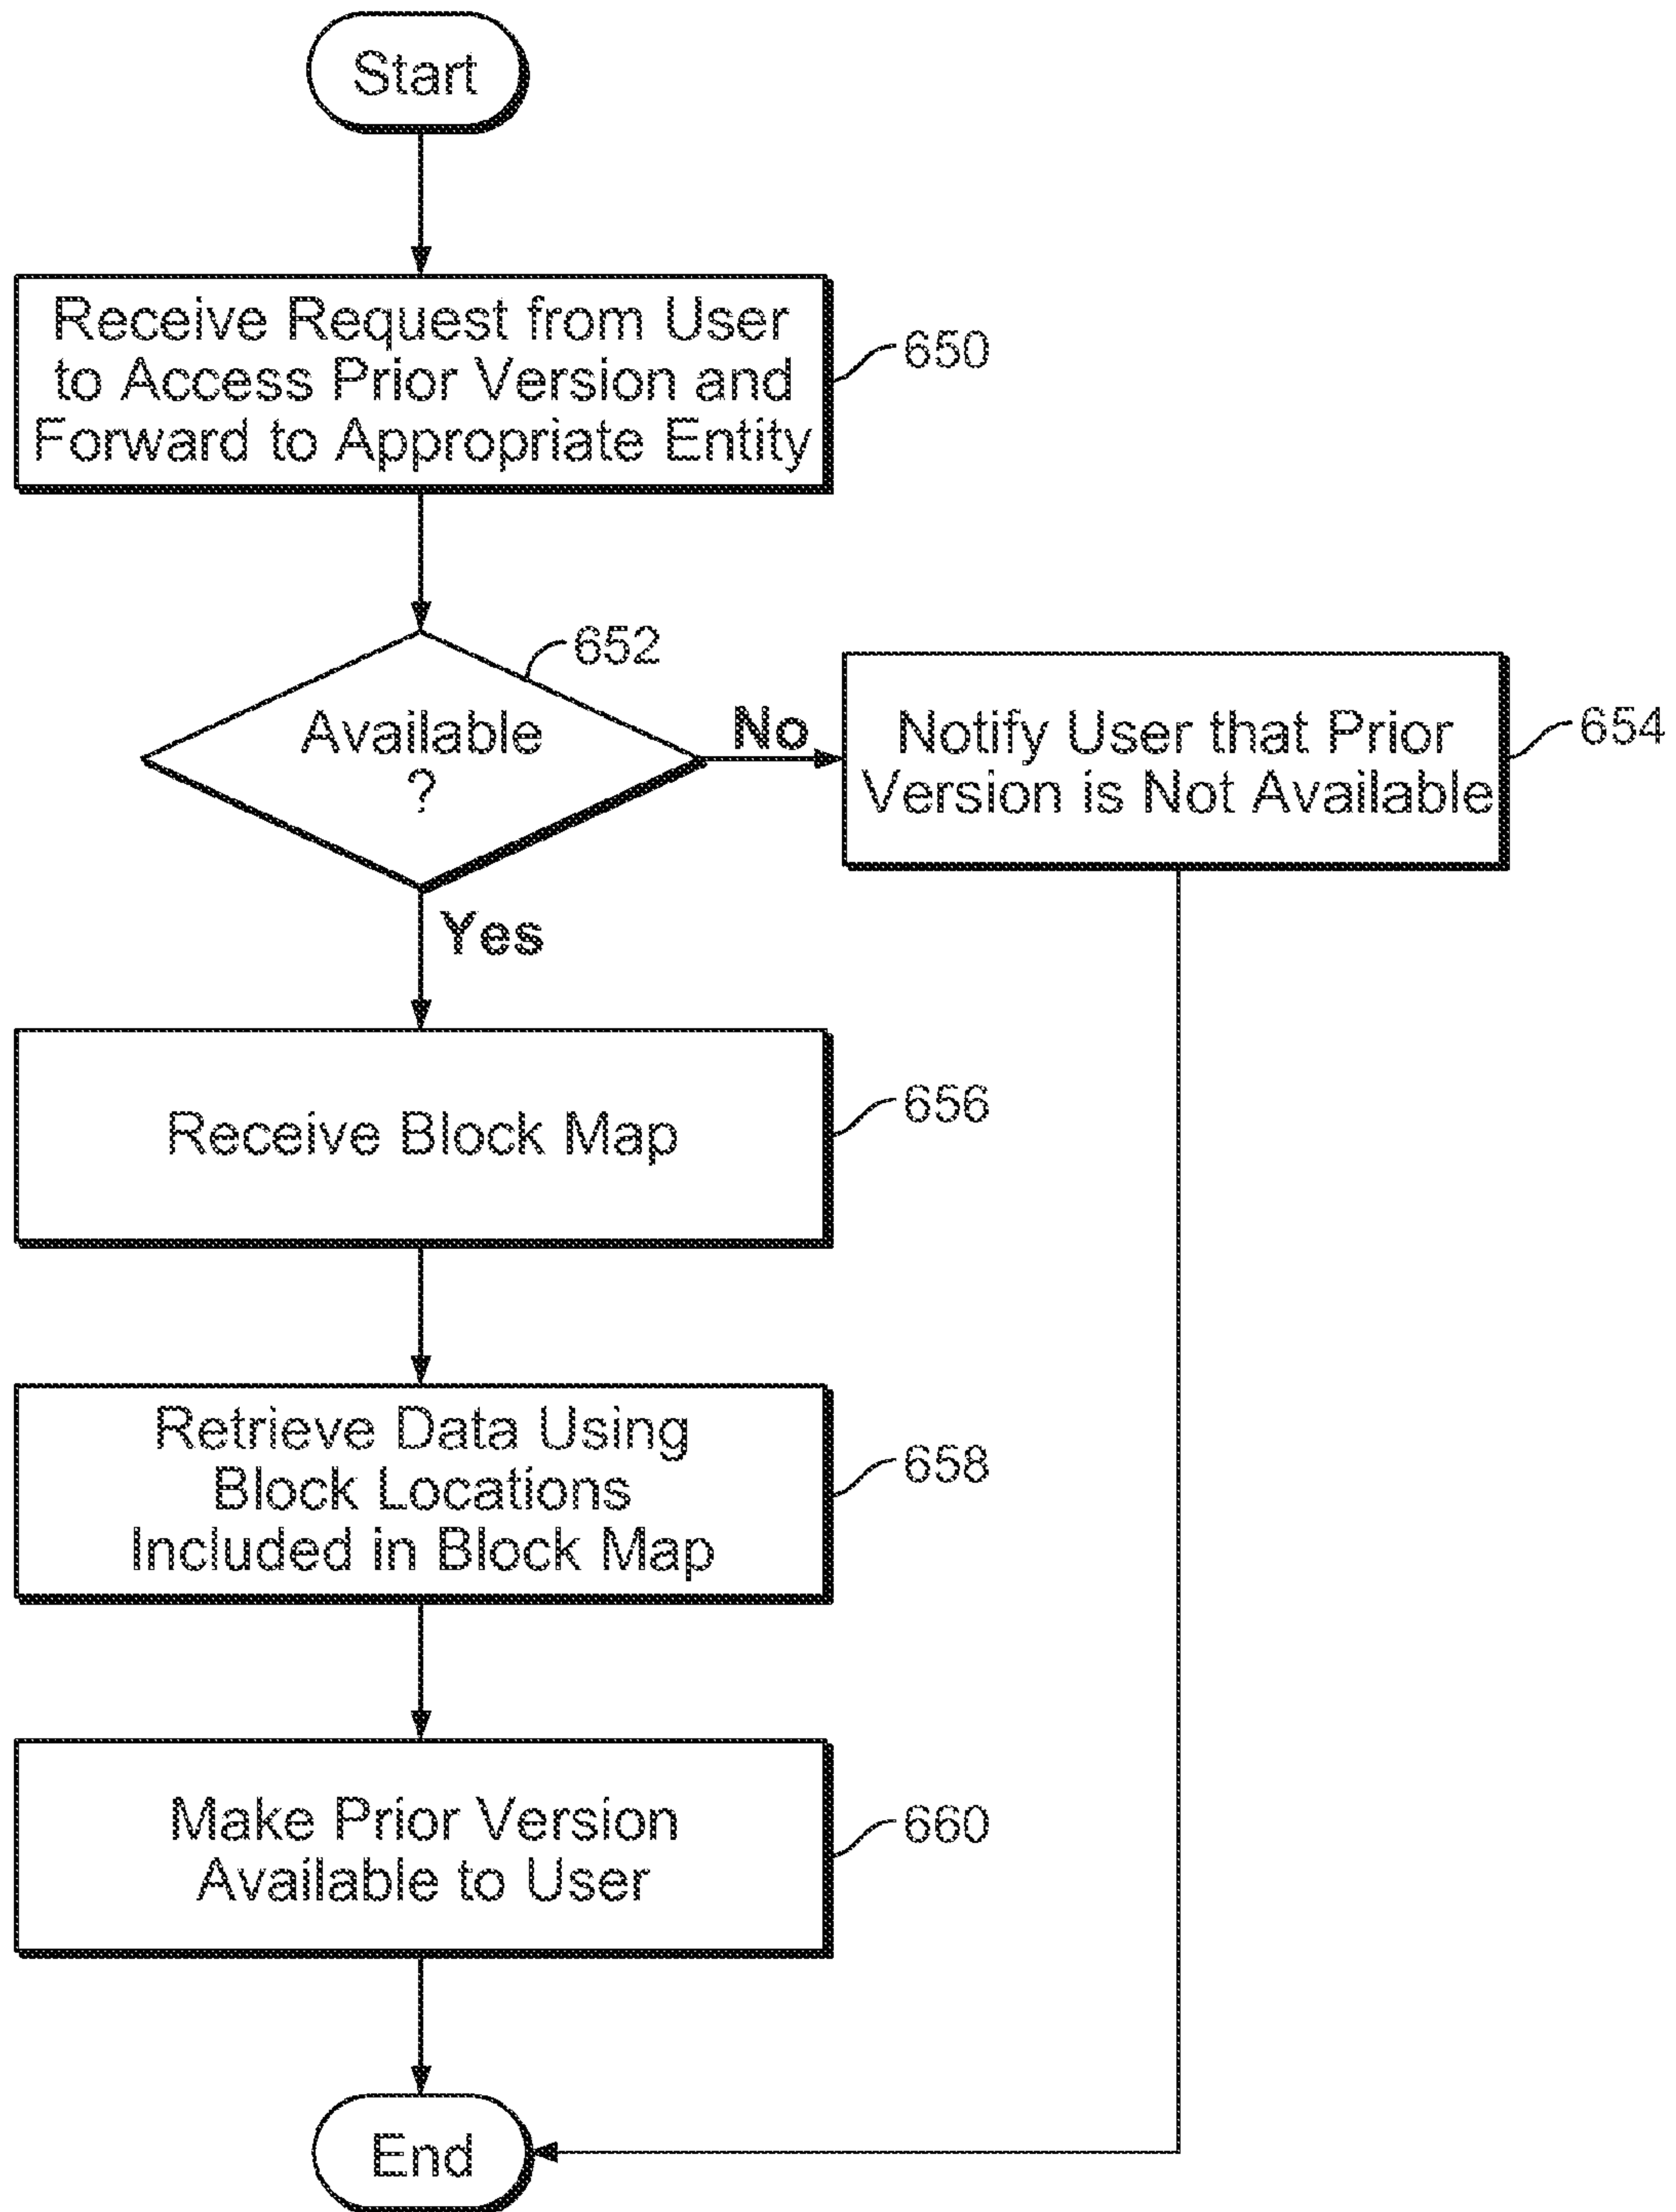 Start
Receive Request from User
to Access Prior Version and
Forward to Appropriate Entity
650
652
Available
?
No
Notify User that Prior
Version is Not Available
654
Yes
Receive Block Map
656
Retrieve Data Using
Block Locations
Included in Block Map
658
Make Prior Version
Available to User
660
End